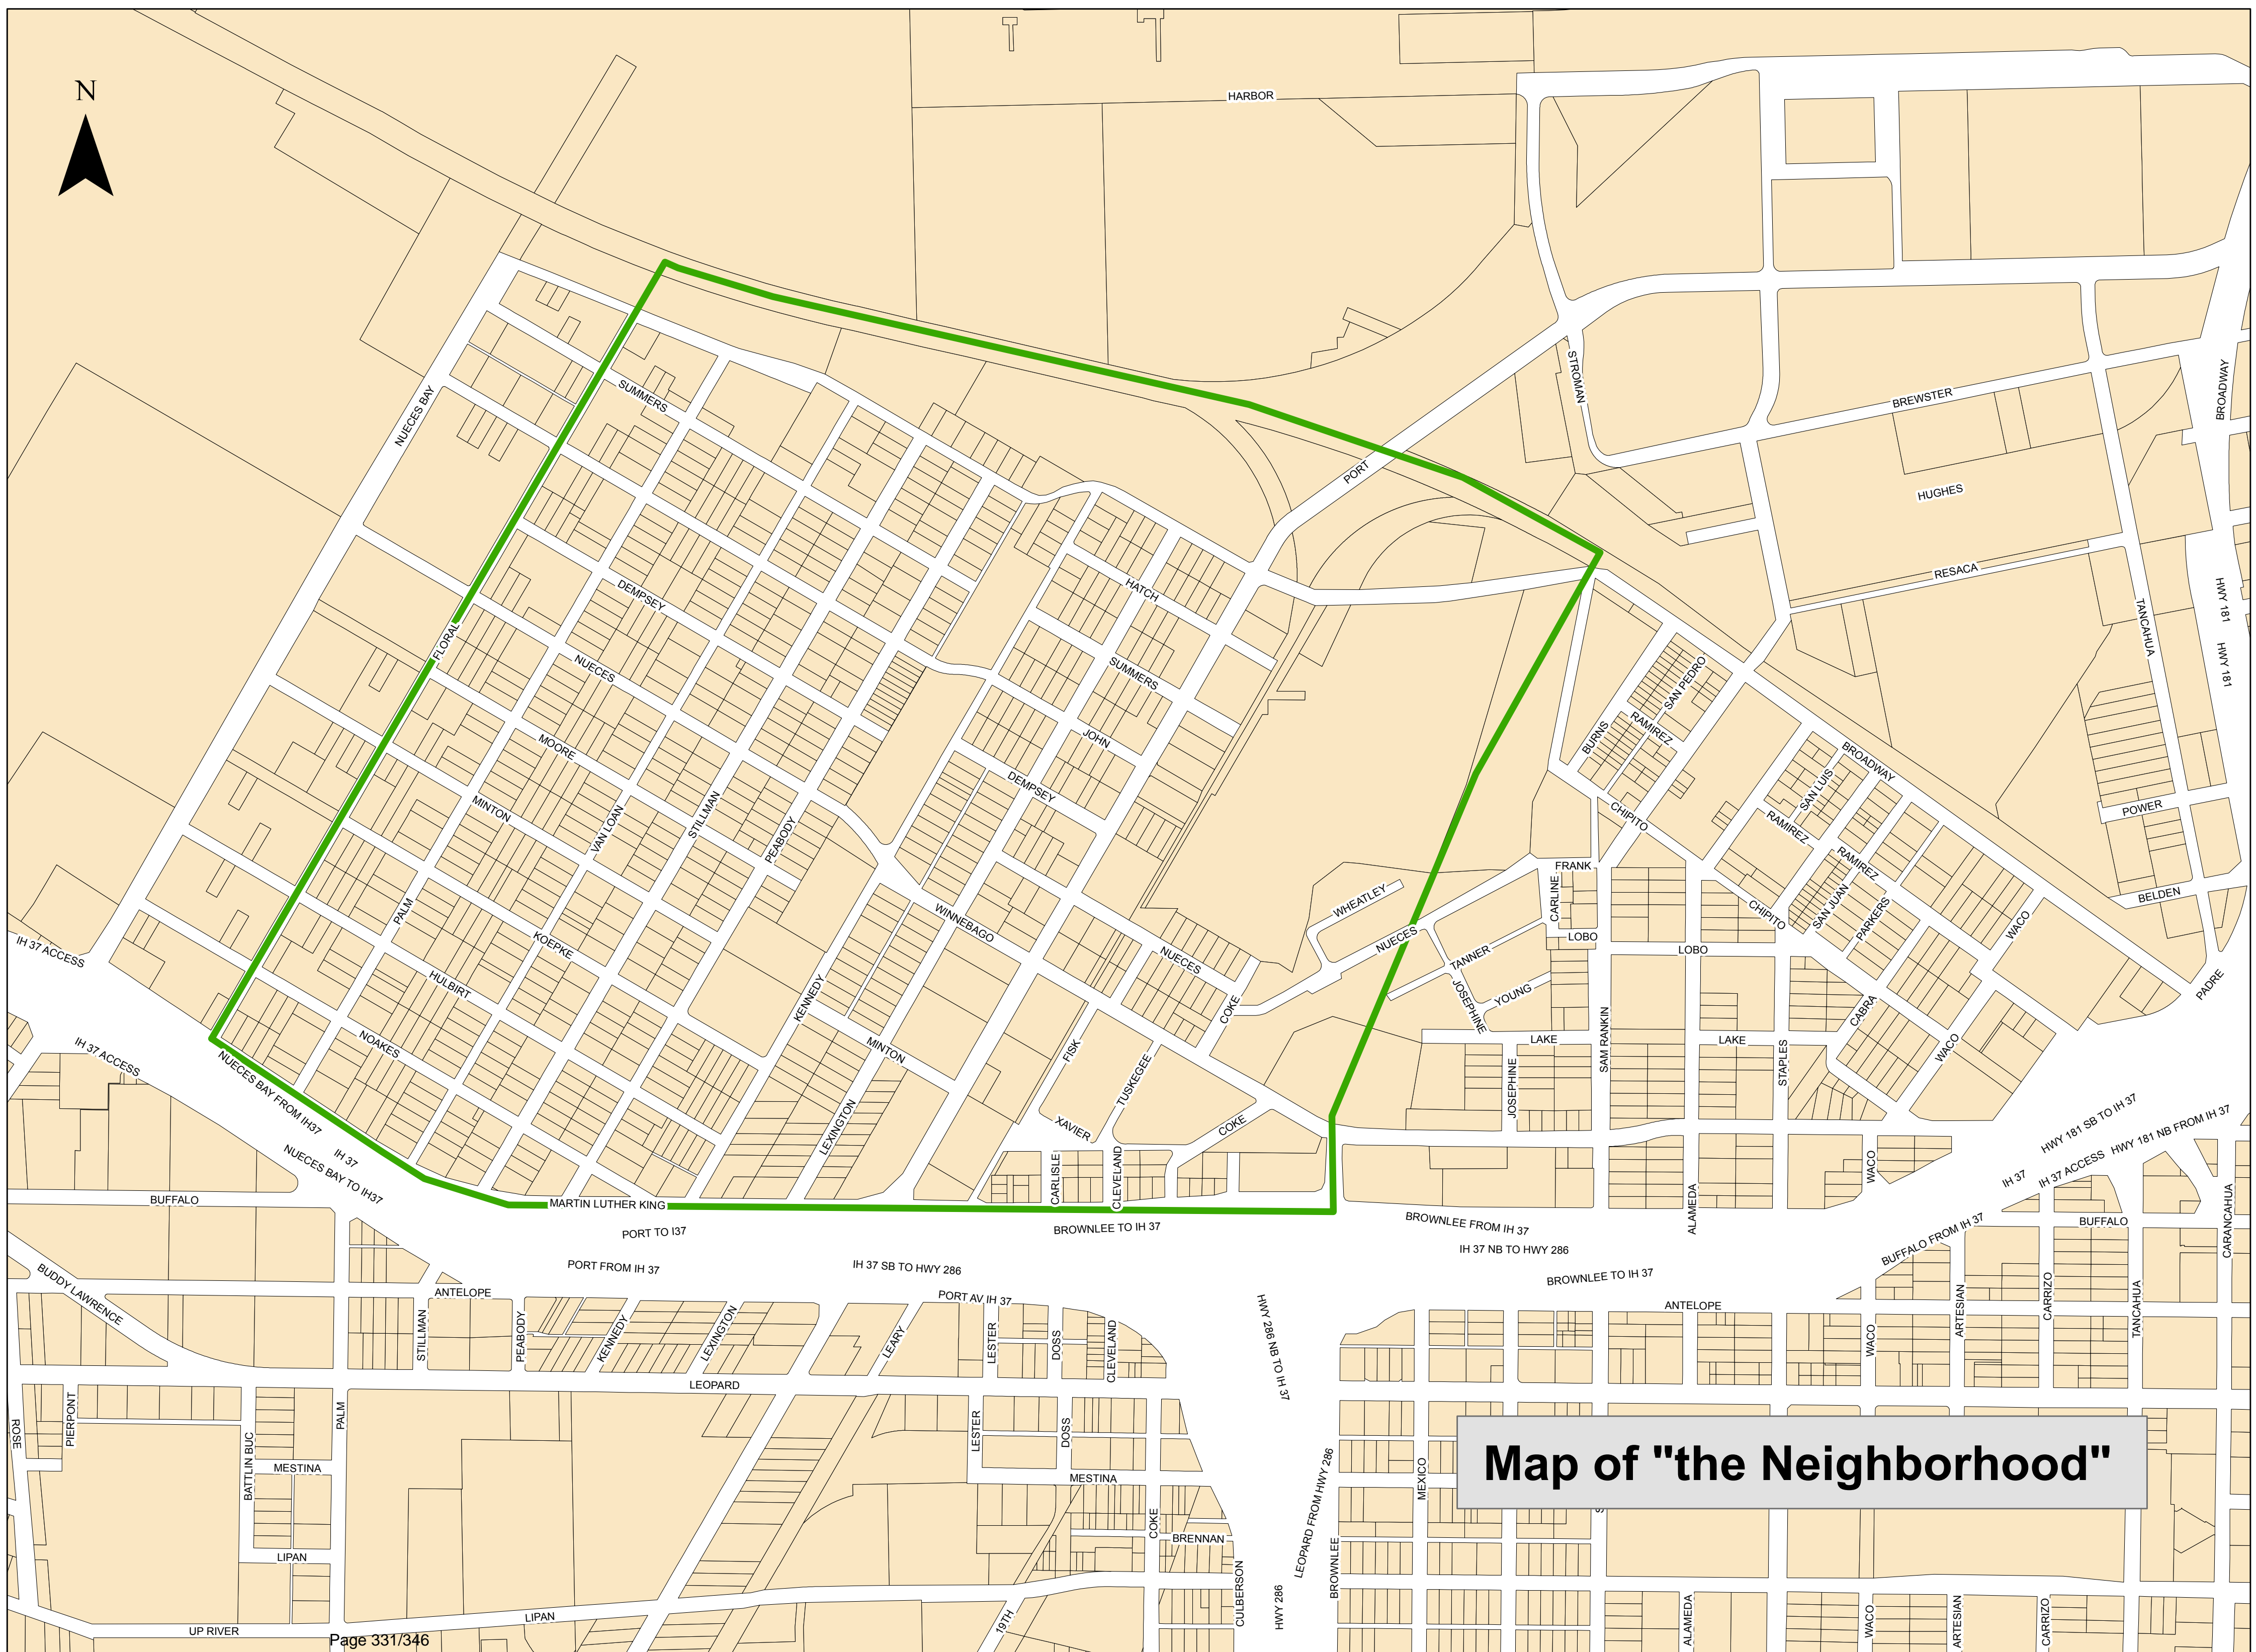 N
HARBOR
STROMAN
BROADWAY
BREWSTER
NUECES BAY
SUMMERS
PORT
HUGHES
RESACA
HWY 181
HWY 181
TANCAHUA
DEMPSEY
HATCH
FLORAL
NUECES
SUMMERS
SAN PEDRO
RAMIREZ
BURNS
MOORE
JOHN
BROADWAY
DEMPSEY
SAN LUIS
MINTON
VAN LOAN
STILLMAN
PEABODY
CHIPITO
RAMIREZ
POWER
RAMIREZ
FRANK
WHEATLEY
CARLINE
SAN JUAN
BELDEN
PALM
WINNEBAGO
CHIPITO
PARKERS
WACO
IH 37 ACCESS
KOEPKE
NUECES
NUECES
LOBO
LOBO
TANNER
HULBIRT
KENNEDY
COKE
JOSEPHINE
YOUNG
CABRA
PADRE
NOAKES
MINTON
FISK
LAKE
LAKE
SAM RANKIN
WACO
IH 37 ACCESS
TUSKEGEE
JOSEPHINE
STAPLES
NUECES BAY FROM IH37
LEXINGTON
XAVIER
COKE
HWY 181 SB TO IH 37
HWY 181 NB FROM IH 37
IH 37
NUECES BAY TO IH37
CARLISLE
CLEVELAND
WACO
IH 37
IH 37 ACCESS
BUFFALO
MARTIN LUTHER KING
ALAMEDA
CARANCAHUA
PORT TO I37
BROWNLEE TO IH 37
BROWNLEE FROM IH 37
BUFFALO
BUFFALO FROM IH 37
IH 37 NB TO HWY 286
PORT FROM IH 37
IH 37 SB TO HWY 286
BROWNLEE TO IH 37
BUDDY LAWRENCE
ANTELOPE
PORT AV IH 37
ANTELOPE
HWY 286 NB TO IH 37
ARTESIAN
CARRIZO
TANCAHUA
STILLMAN
PEABODY
KENNEDY
LEXINGTON
LEARY
LESTER
DOSS
CLEVELAND
WACO
LEOPARD
ROSE
PIERPONT
PALM
BATTLIN BUC
LESTER
DOSS
Map of "the Neighborhood"
MESTINA
MESTINA
MEXICO
LEOPARD FROM HWY 286
COKE
BRENNAN
LIPAN
CULBERSON
HWY 286
BROWNLEE
LIPAN
19TH
ALAMEDA
WACO
ARTESIAN
CARRIZO
UP RIVER
Page 331/346